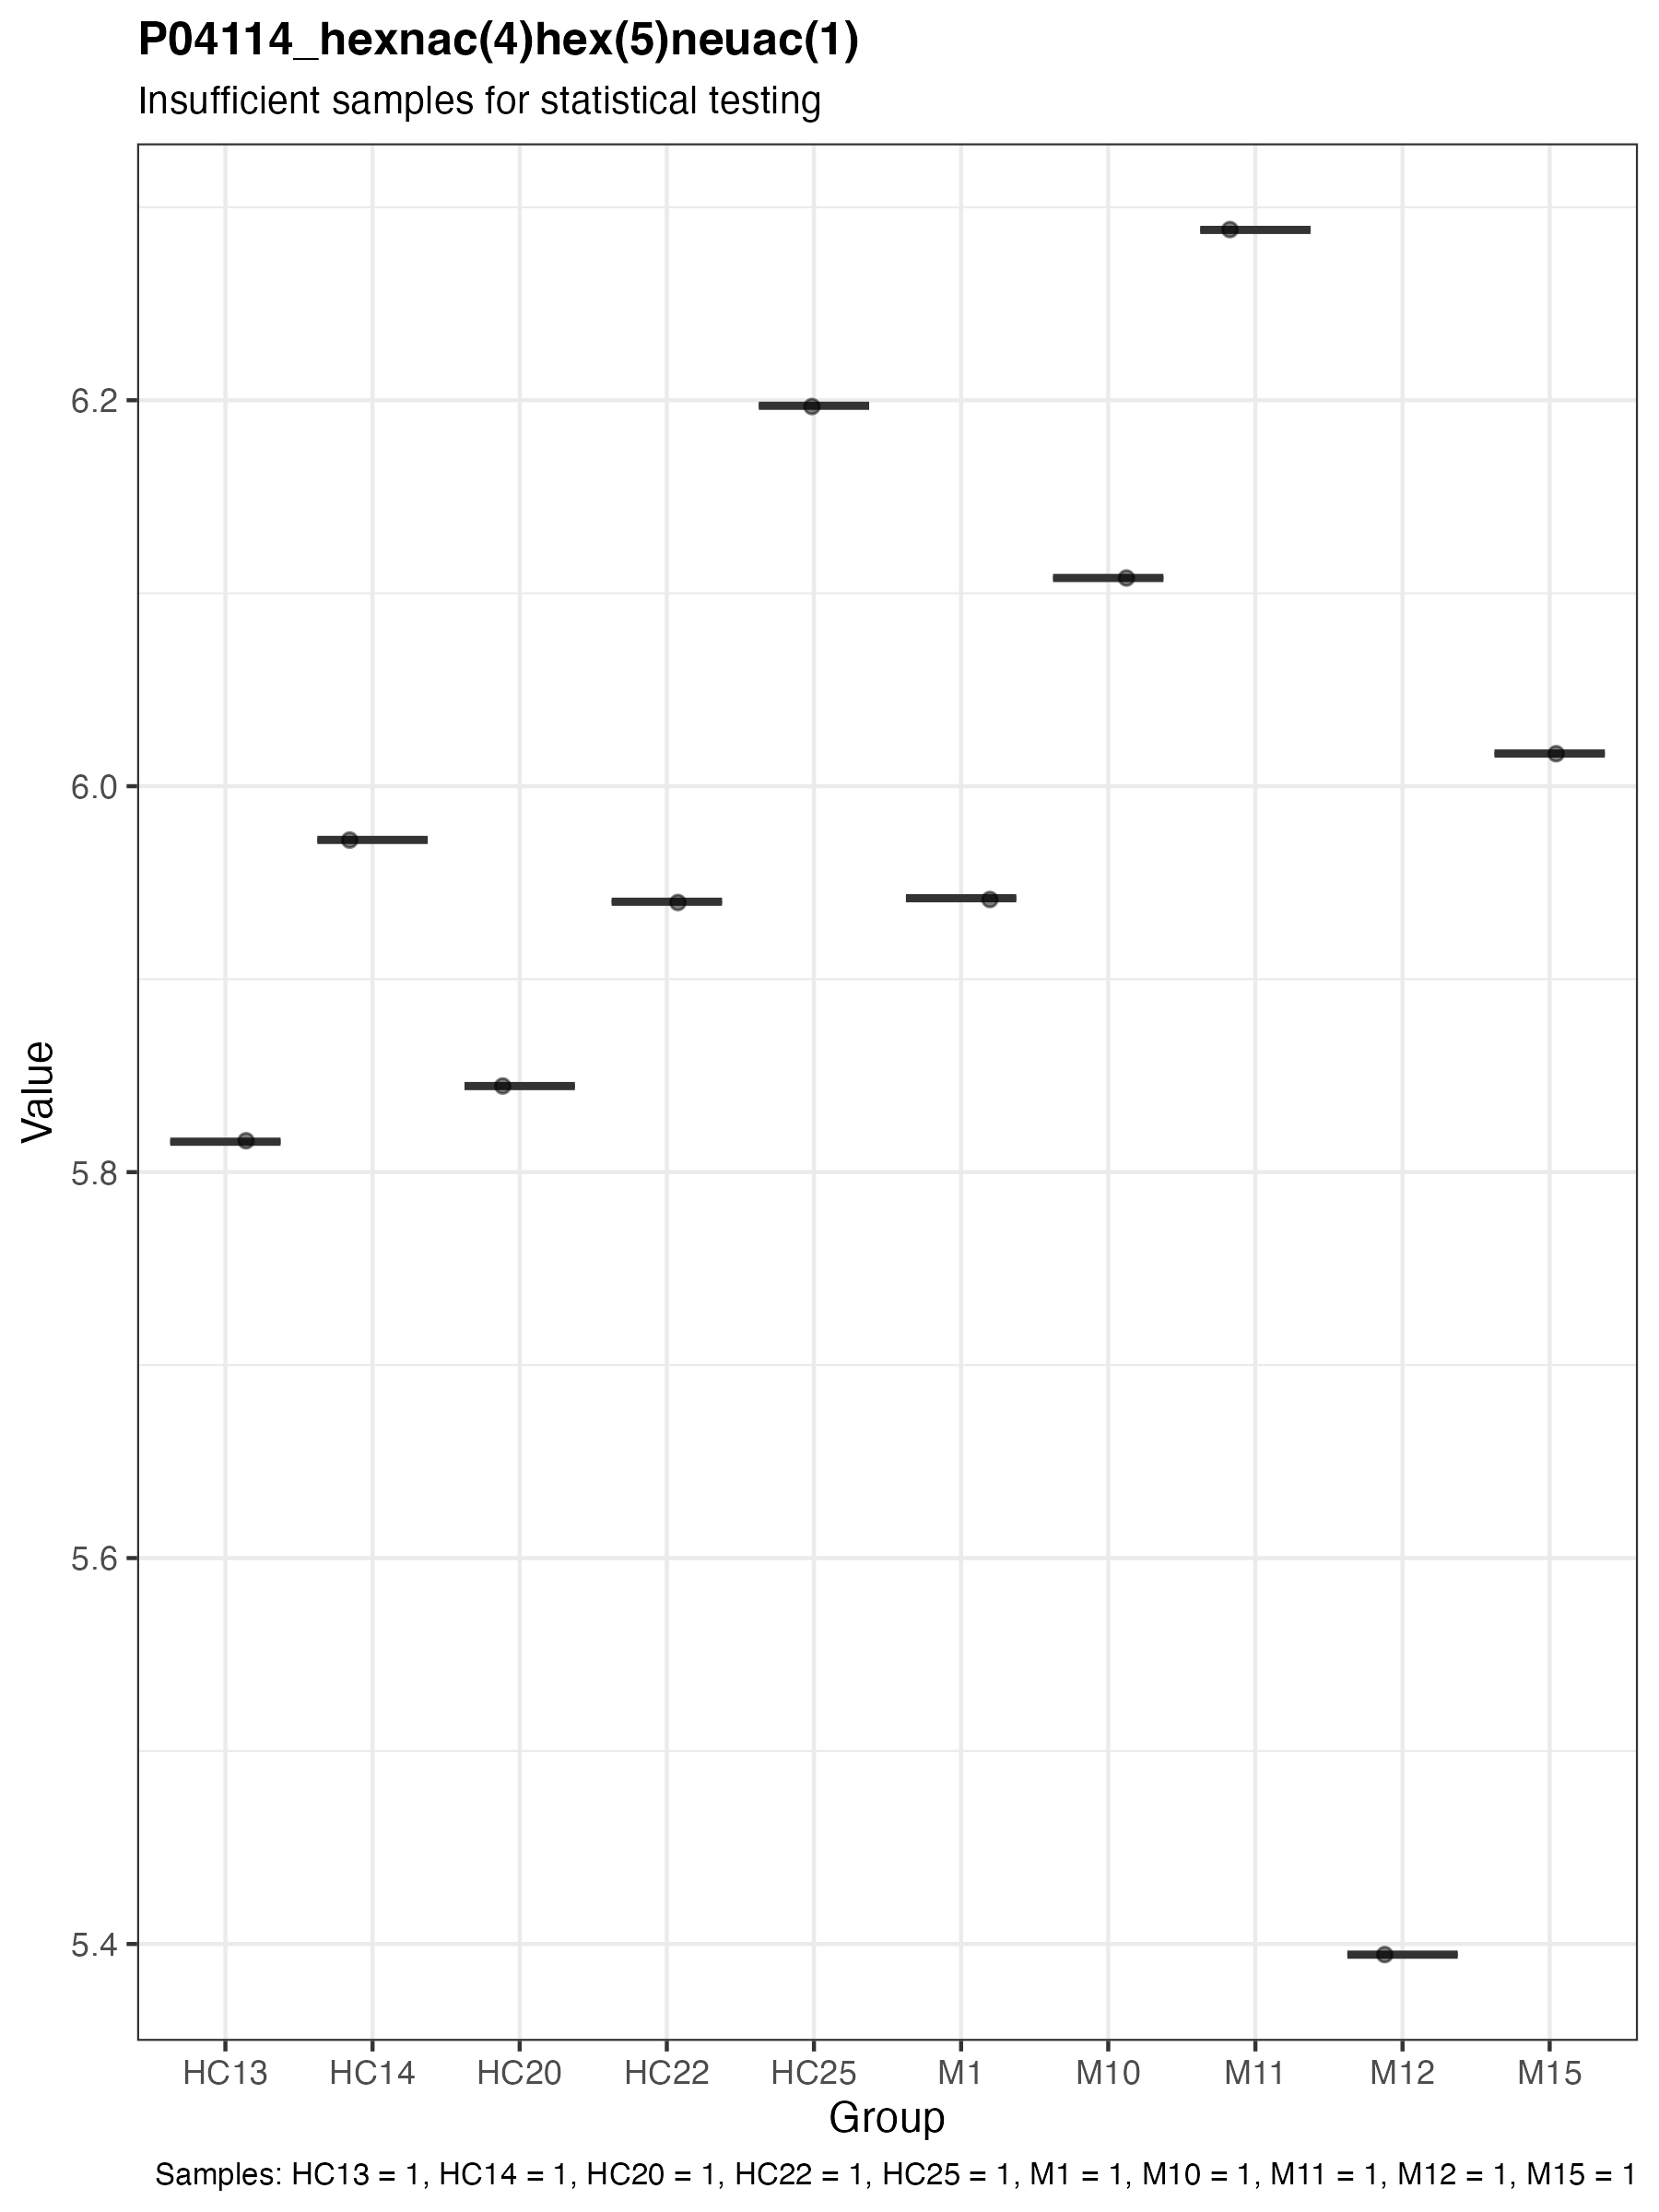 P04114_hexnac(4)hex(5)neuac(1)
Insufficient samples for statistical testing
Value
6.2
6.0
5.8
5.6
5.4
HC13 HC14 HC20 HC22 HC25 M1 M10 M11 M12 M15
Group
Samples: HC13 = 1, HC14 = 1, HC20 = 1, HC22 = 1, HC25 = 1, M1 = 1, M10 = 1, M11 = 1, M12 = 1, M15 = 1